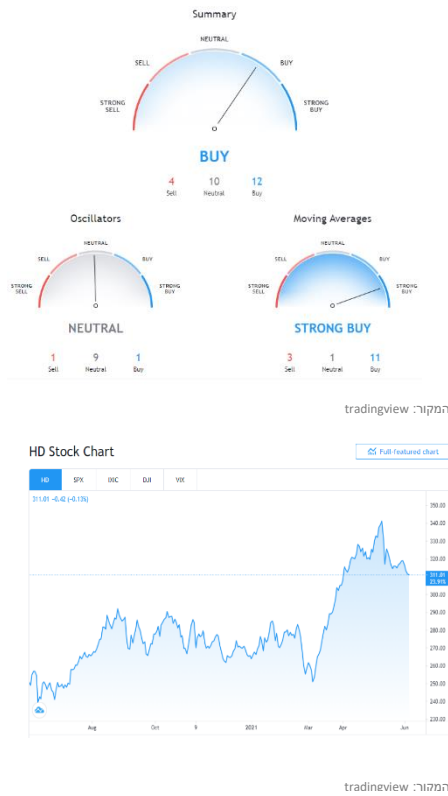 Summary
NEUTRAL
SELL BUY
STRONG SELL STRONG BUY
BUY
4 10 12
Sell Neutral Buy
Oscillators
NEUTRAL
SELL BUY
STRONG SELL STRONG BUY
NEUTRAL
1 9 1
Sell Neutral Buy
Moving Averages
NEUTRAL
SELL BUY
STRONG SELL STRONG BUY
STRONG BUY
3 1 11
Sell Neutral Buy
המקור: tradingview
HD Stock Chart
Full-featured chart
HD SPX DJI VIX
311.01 −0.42 (−0.13%)
350.00
340.00
330.00
320.00
311.01
23.91%
300.00
290.00
280.00
270.00
260.00
250.00
240.00
230.00
Aug Oct 9 2021 Mar Apr Jun
המקור: tradingview